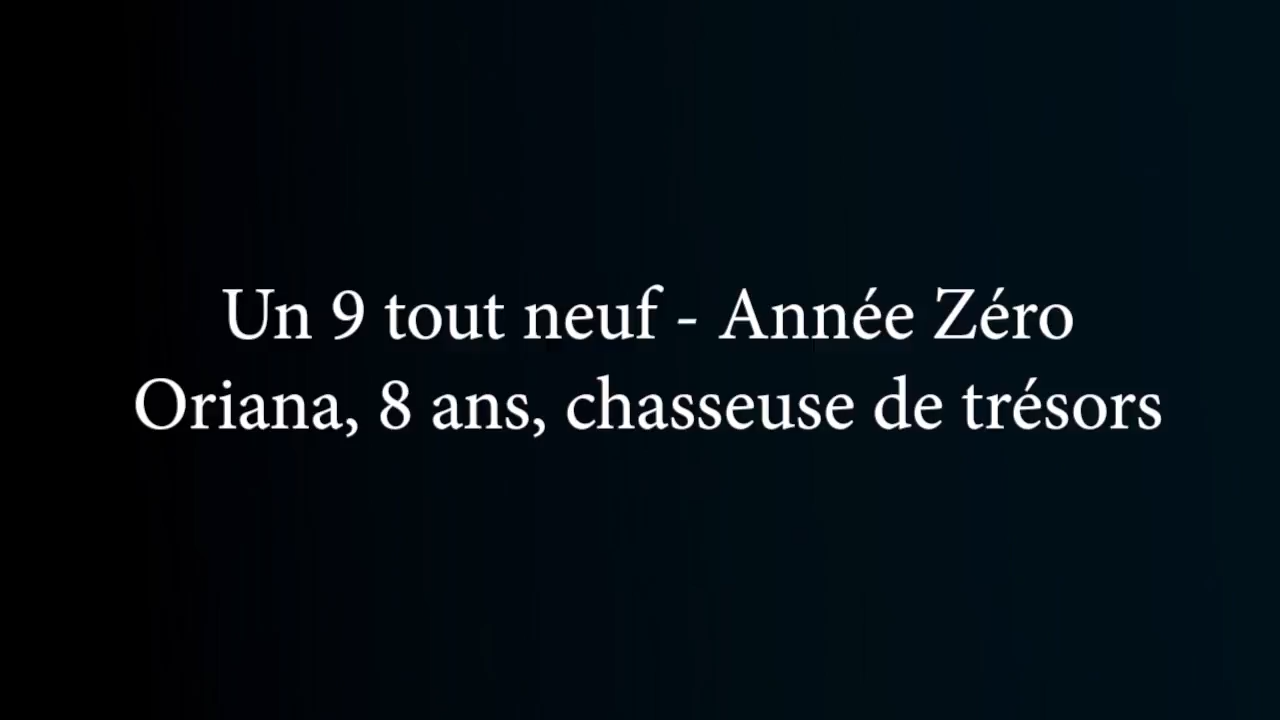 Un 9 tout neuf - Année Zéro
Oriana, 8 ans, chasseuse de trésors